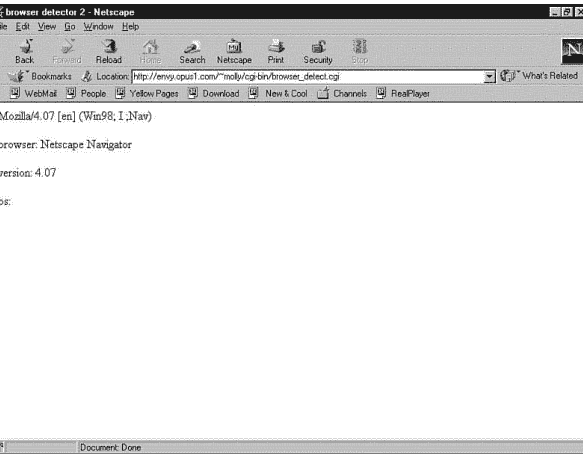 browser detector 2 - Netscape
ile Edit View Go Window Help
Back Forward Reload Home Search Netscape Print Security Stop
My
N
Bookmarks Location: http://envy.opus1.com/~molly/cgi-bin/browser_detect.cgi What's Related
WebMail People Yellow Pages Download New & Cool Channels RealPlayer
Mozilla/4.07 [en] (Win98; I ;Nav)
browser: Netscape Navigator
version: 4.07
os:
Document: Done